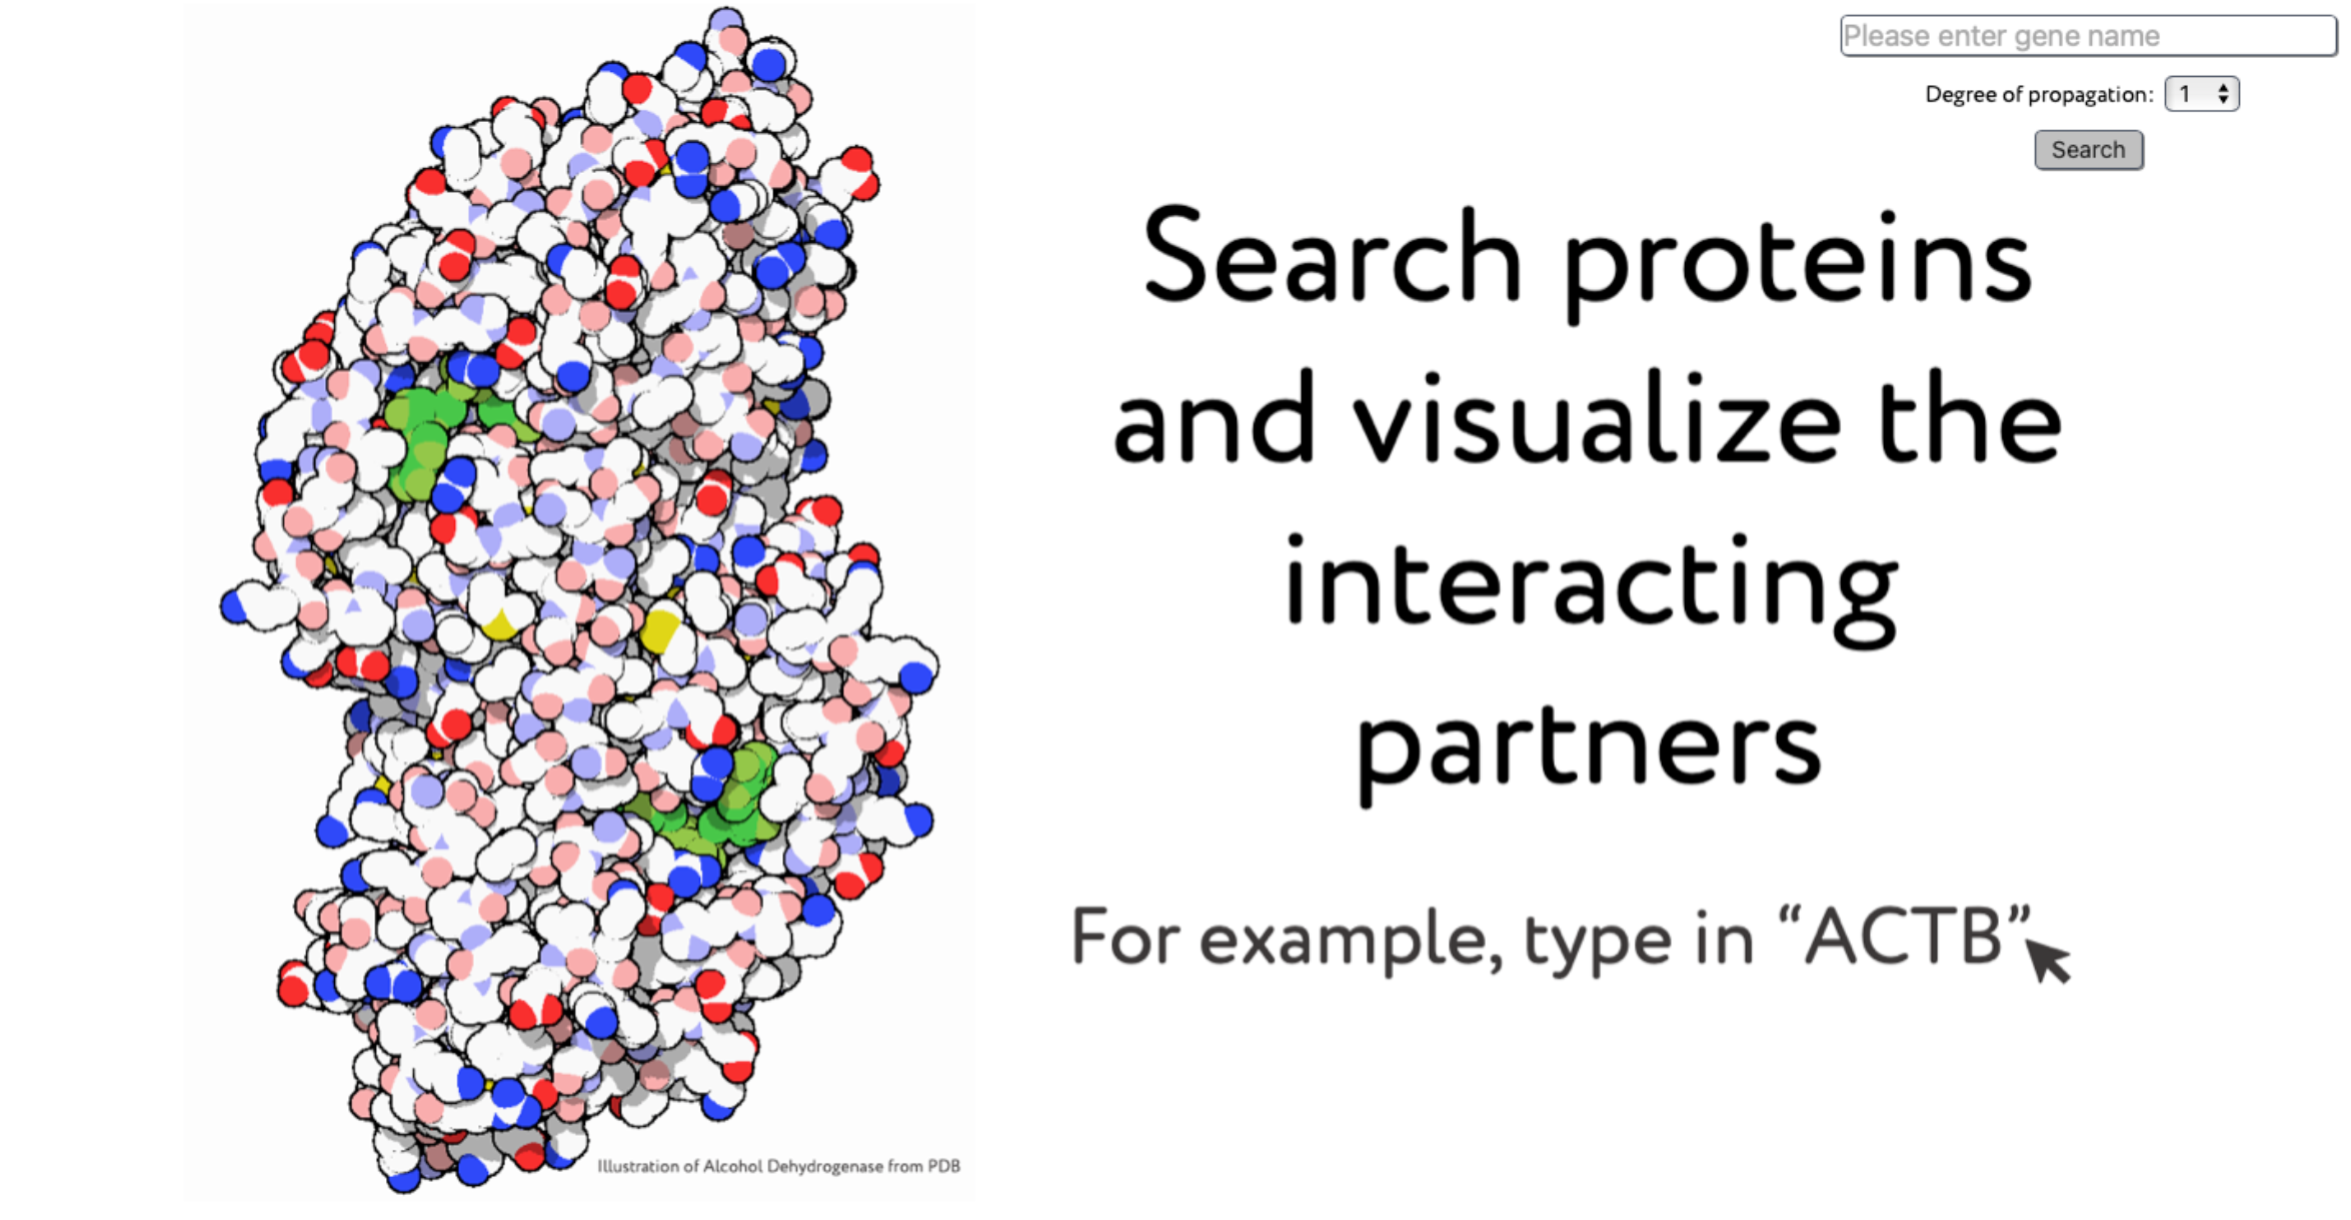 Please enter gene name
Degree of propagation: 1
Search
Search proteins
and visualize the
interacting
partners
For example, type in “ACTB”
Illustration of Alcohol Dehydrogenase from PDB